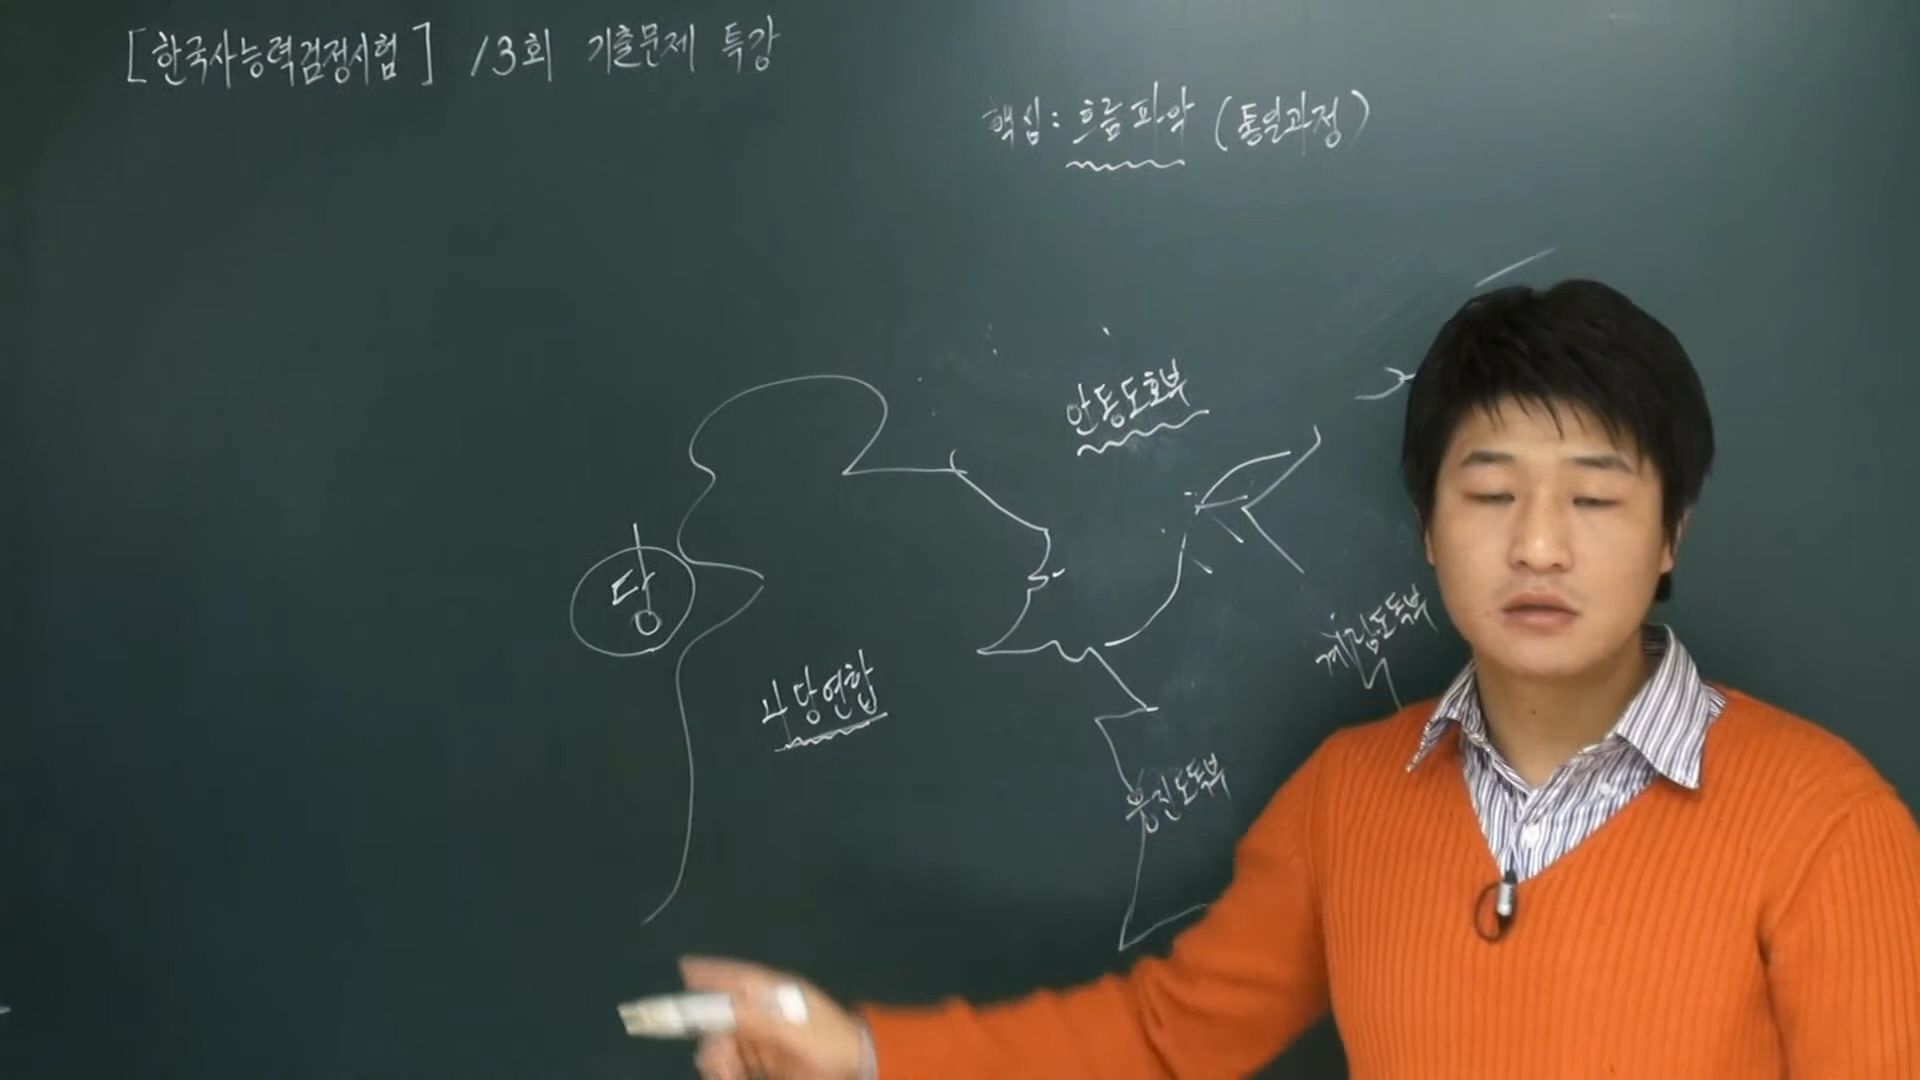 [한국사능력검정시험] 13회 기출문제 특강
핵심: 흐름파악 (통일과정)
안동도호부
당
계림도독부
나당연합
웅진도독부